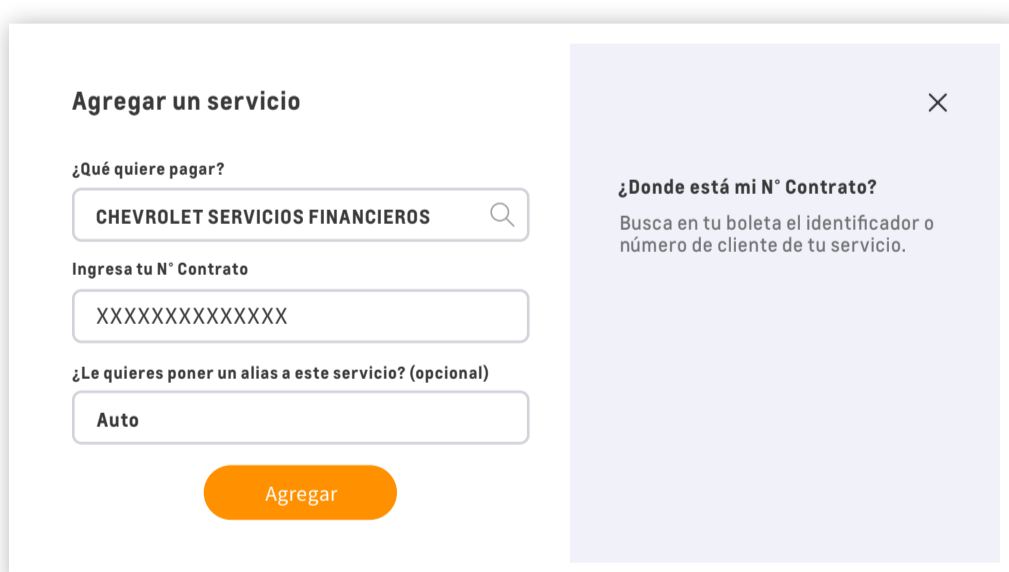 Agregar un servicio
¿Qué quiere pagar?
CHEVROLET SERVICIOS FINANCIEROS
Ingresa tu N° Contrato
XXXXXXXXXXXXXX
¿Le quieres poner un alias a este servicio? (opcional)
Auto
Agregar
¿Donde está mi N° Contrato?
Busca en tu boleta el identificador o
número de cliente de tu servicio.